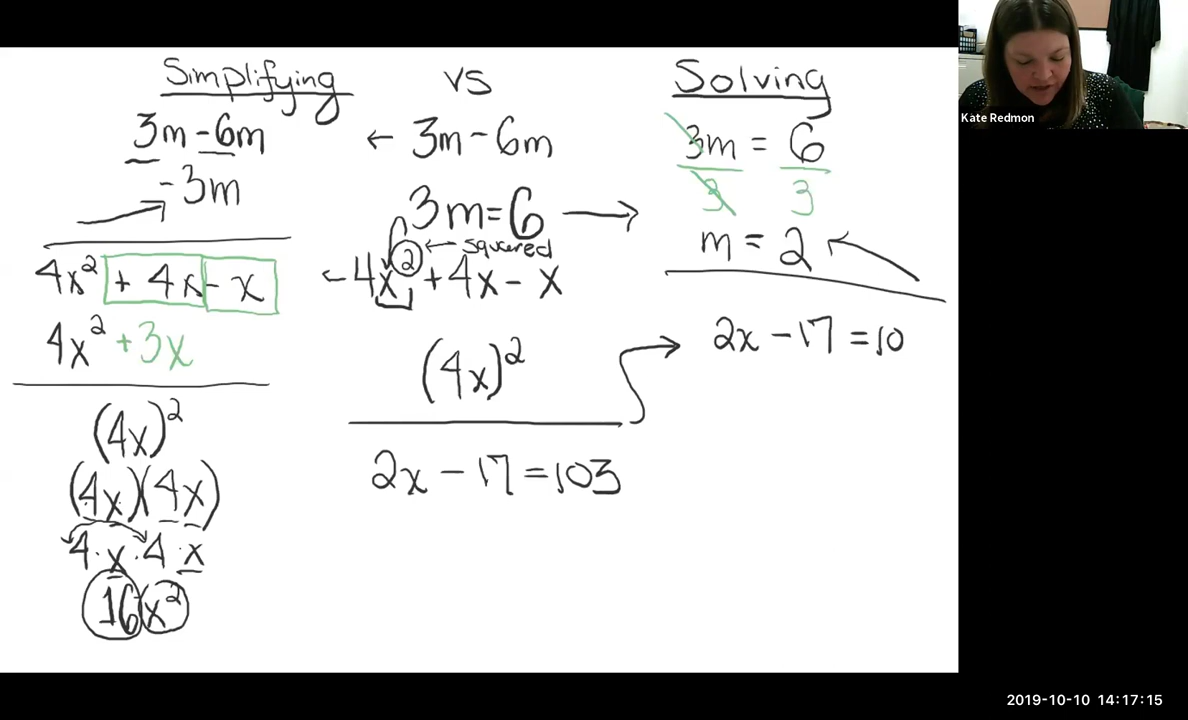 Simplifying vs Solving
3m - 6m
-3m
4x² + 4x - x
4x² + 3x
(4x)²
(4x)(4x)
4·x·4·x
16x²
← 3m - 6m
3m = 6 →
← squared
← 4x² + 4x - x
(4x)²
2x - 17 = 103
3m = 6
3 3
m = 2
2x - 17 = 10
Kate Redmon
2019-10-10 14:17:15